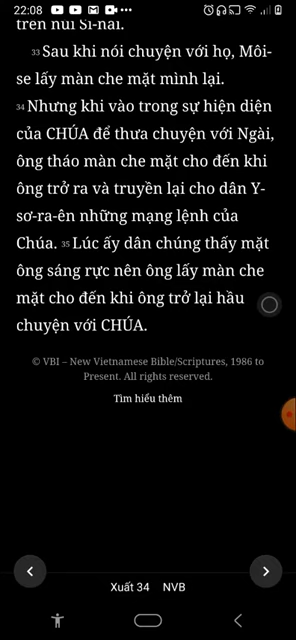 22:08
trên núi Si-nai.
33 Sau khi nói chuyện với họ, Môi-
se lấy màn che mặt mình lại.
34 Nhưng khi vào trong sự hiện diện
của CHÚA để thưa chuyện với Ngài,
ông tháo màn che mặt cho đến khi
ông trở ra và truyền lại cho dân Y-
sơ-ra-ên những mạng lệnh của
Chúa. 35 Lúc ấy dân chúng thấy mặt
ông sáng rực nên ông lấy màn che
mặt cho đến khi ông trở lại hầu
chuyện với CHÚA.
© VBI – New Vietnamese Bible/Scriptures, 1986 to
Present. All rights reserved.
Tìm hiểu thêm
Xuất 34 NVB